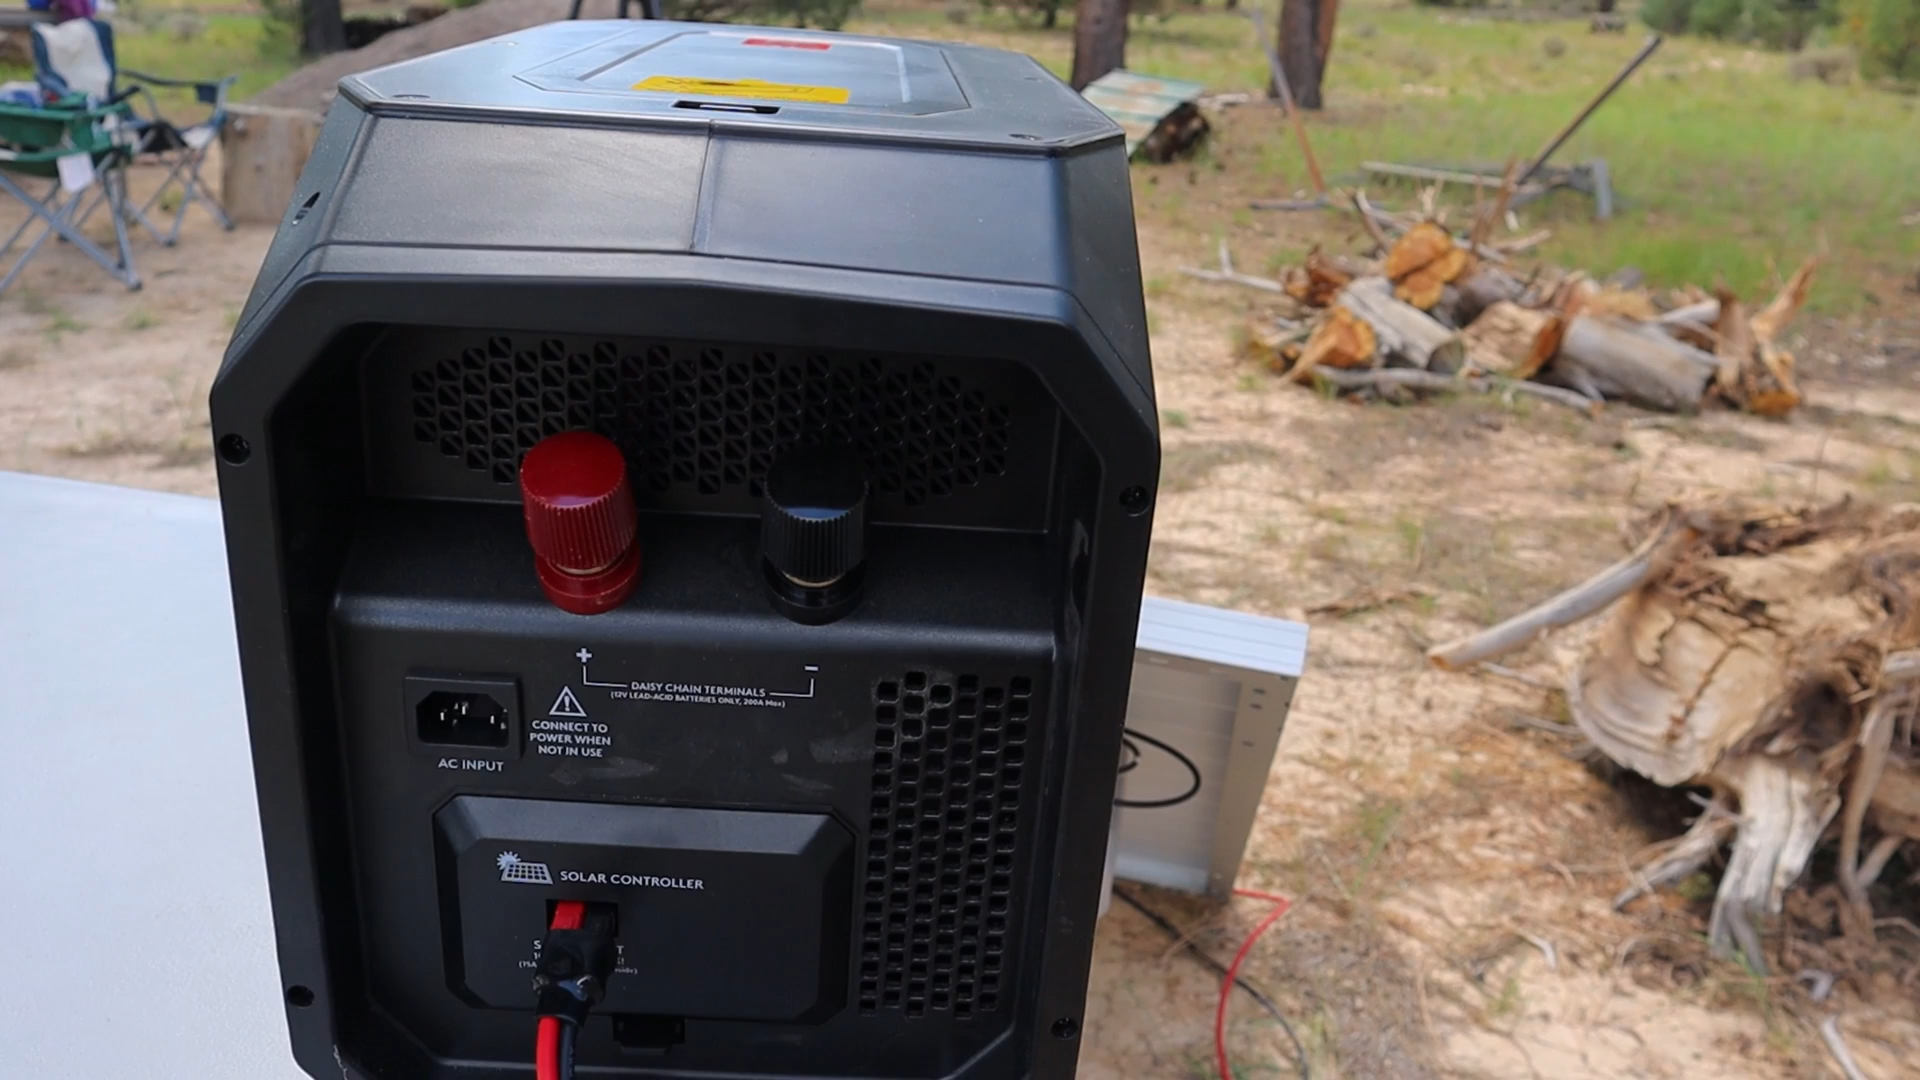 + -
DAISY CHAIN TERMINALS
(12V LEAD-ACID BATTERIES ONLY, 200A Max)
CONNECT TO
POWER WHEN
NOT IN USE
AC INPUT
SOLAR CONTROLLER